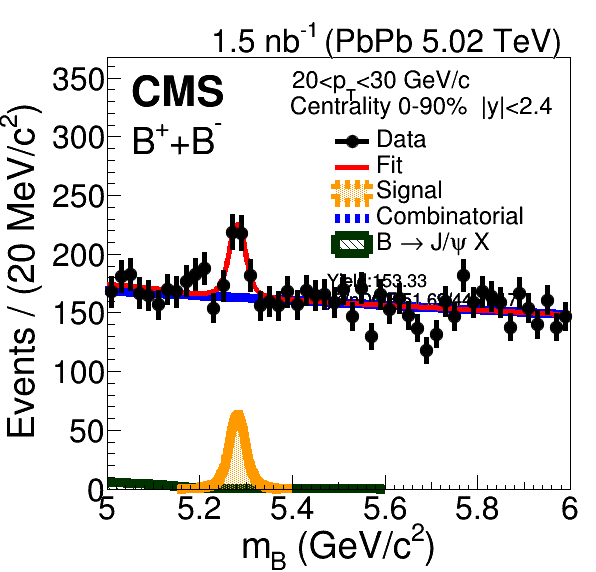 1.5 nb⁻¹ (PbPb 5.02 TeV)
CMS
20<p_T<30 GeV/c
Centrality 0-90% |y|<2.4
B⁺+B⁻
Data
Fit
Signal
Combinatorial
B → J/ψ X
Yield:153.33
Events / (20 MeV/c²)
350
300
250
200
150
100
50
0
5
5.2
5.4
5.6
5.8
6
m_B (GeV/c²)